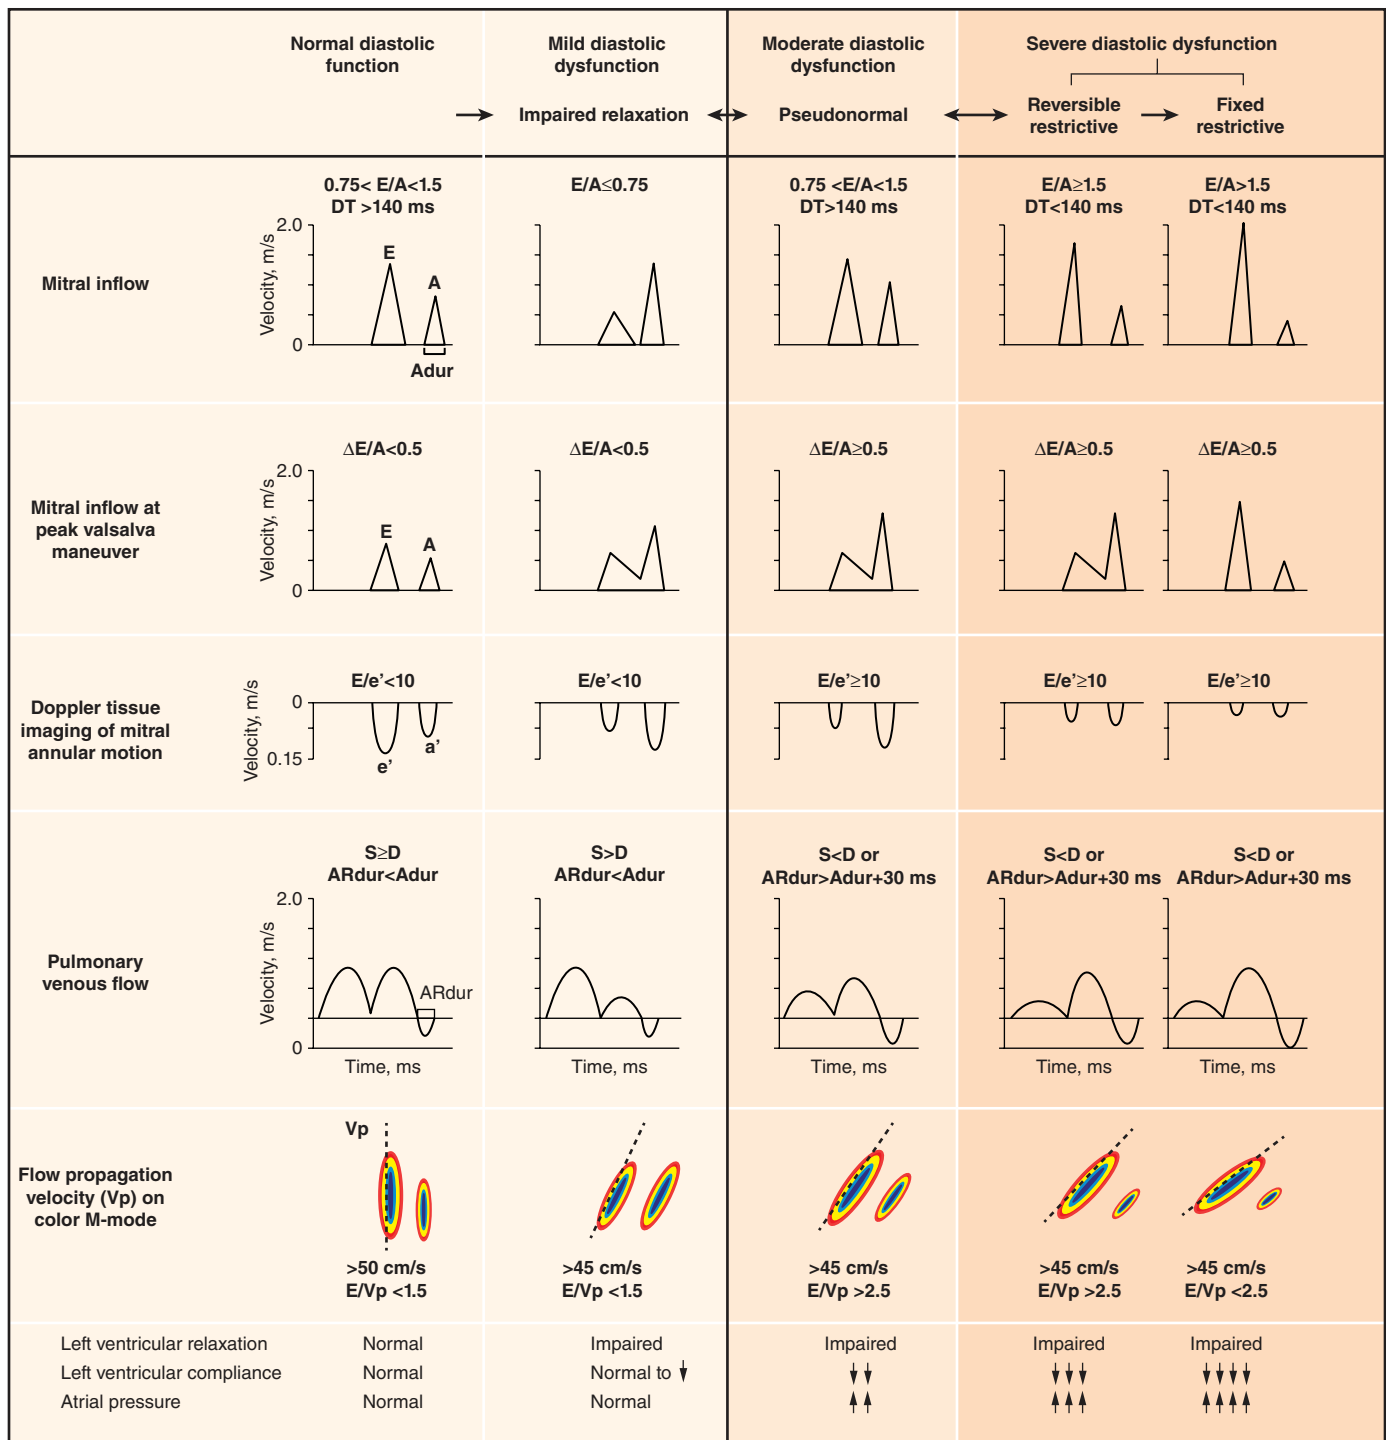 Normal diastolic
function
Mild diastolic
dysfunction
Moderate diastolic
dysfunction
Severe diastolic dysfunction
Impaired relaxation
Pseudonormal
Reversible
restrictive
Fixed
restrictive
Mitral inflow
0.75< E/A<1.5
DT >140 ms
E/A≤0.75
0.75 <E/A<1.5
DT>140 ms
E/A≥1.5
DT<140 ms
E/A>1.5
DT<140 ms
Velocity, m/s
2.0
0
E
A
Adur
Mitral inflow at
peak valsalva
maneuver
ΔE/A<0.5
ΔE/A<0.5
ΔE/A≥0.5
ΔE/A≥0.5
ΔE/A≥0.5
Velocity, m/s
2.0
0
E
A
Doppler tissue
imaging of mitral
annular motion
E/e’<10
E/e’<10
E/e’≥10
E/e’≥10
E/e’≥10
Velocity, m/s
0
0.15
e’
a’
Pulmonary
venous flow
S≥D
ARdur<Adur
S>D
ARdur<Adur
S<D or
ARdur>Adur+30 ms
S<D or
ARdur>Adur+30 ms
S<D or
ARdur>Adur+30 ms
Velocity, m/s
2.0
0
ARdur
Time, ms
Time, ms
Time, ms
Time, ms
Time, ms
Flow propagation
velocity (Vp) on
color M-mode
Vp
>50 cm/s
E/Vp <1.5
>45 cm/s
E/Vp <1.5
>45 cm/s
E/Vp >2.5
>45 cm/s
E/Vp >2.5
>45 cm/s
E/Vp <2.5
Left ventricular relaxation Normal Impaired Impaired Impaired Impaired
Left ventricular compliance Normal Normal to ↓ ↓↓ ↓↓↓ ↓↓↓↓
Atrial pressure Normal Normal ↑↑ ↑↑↑ ↑↑↑↑